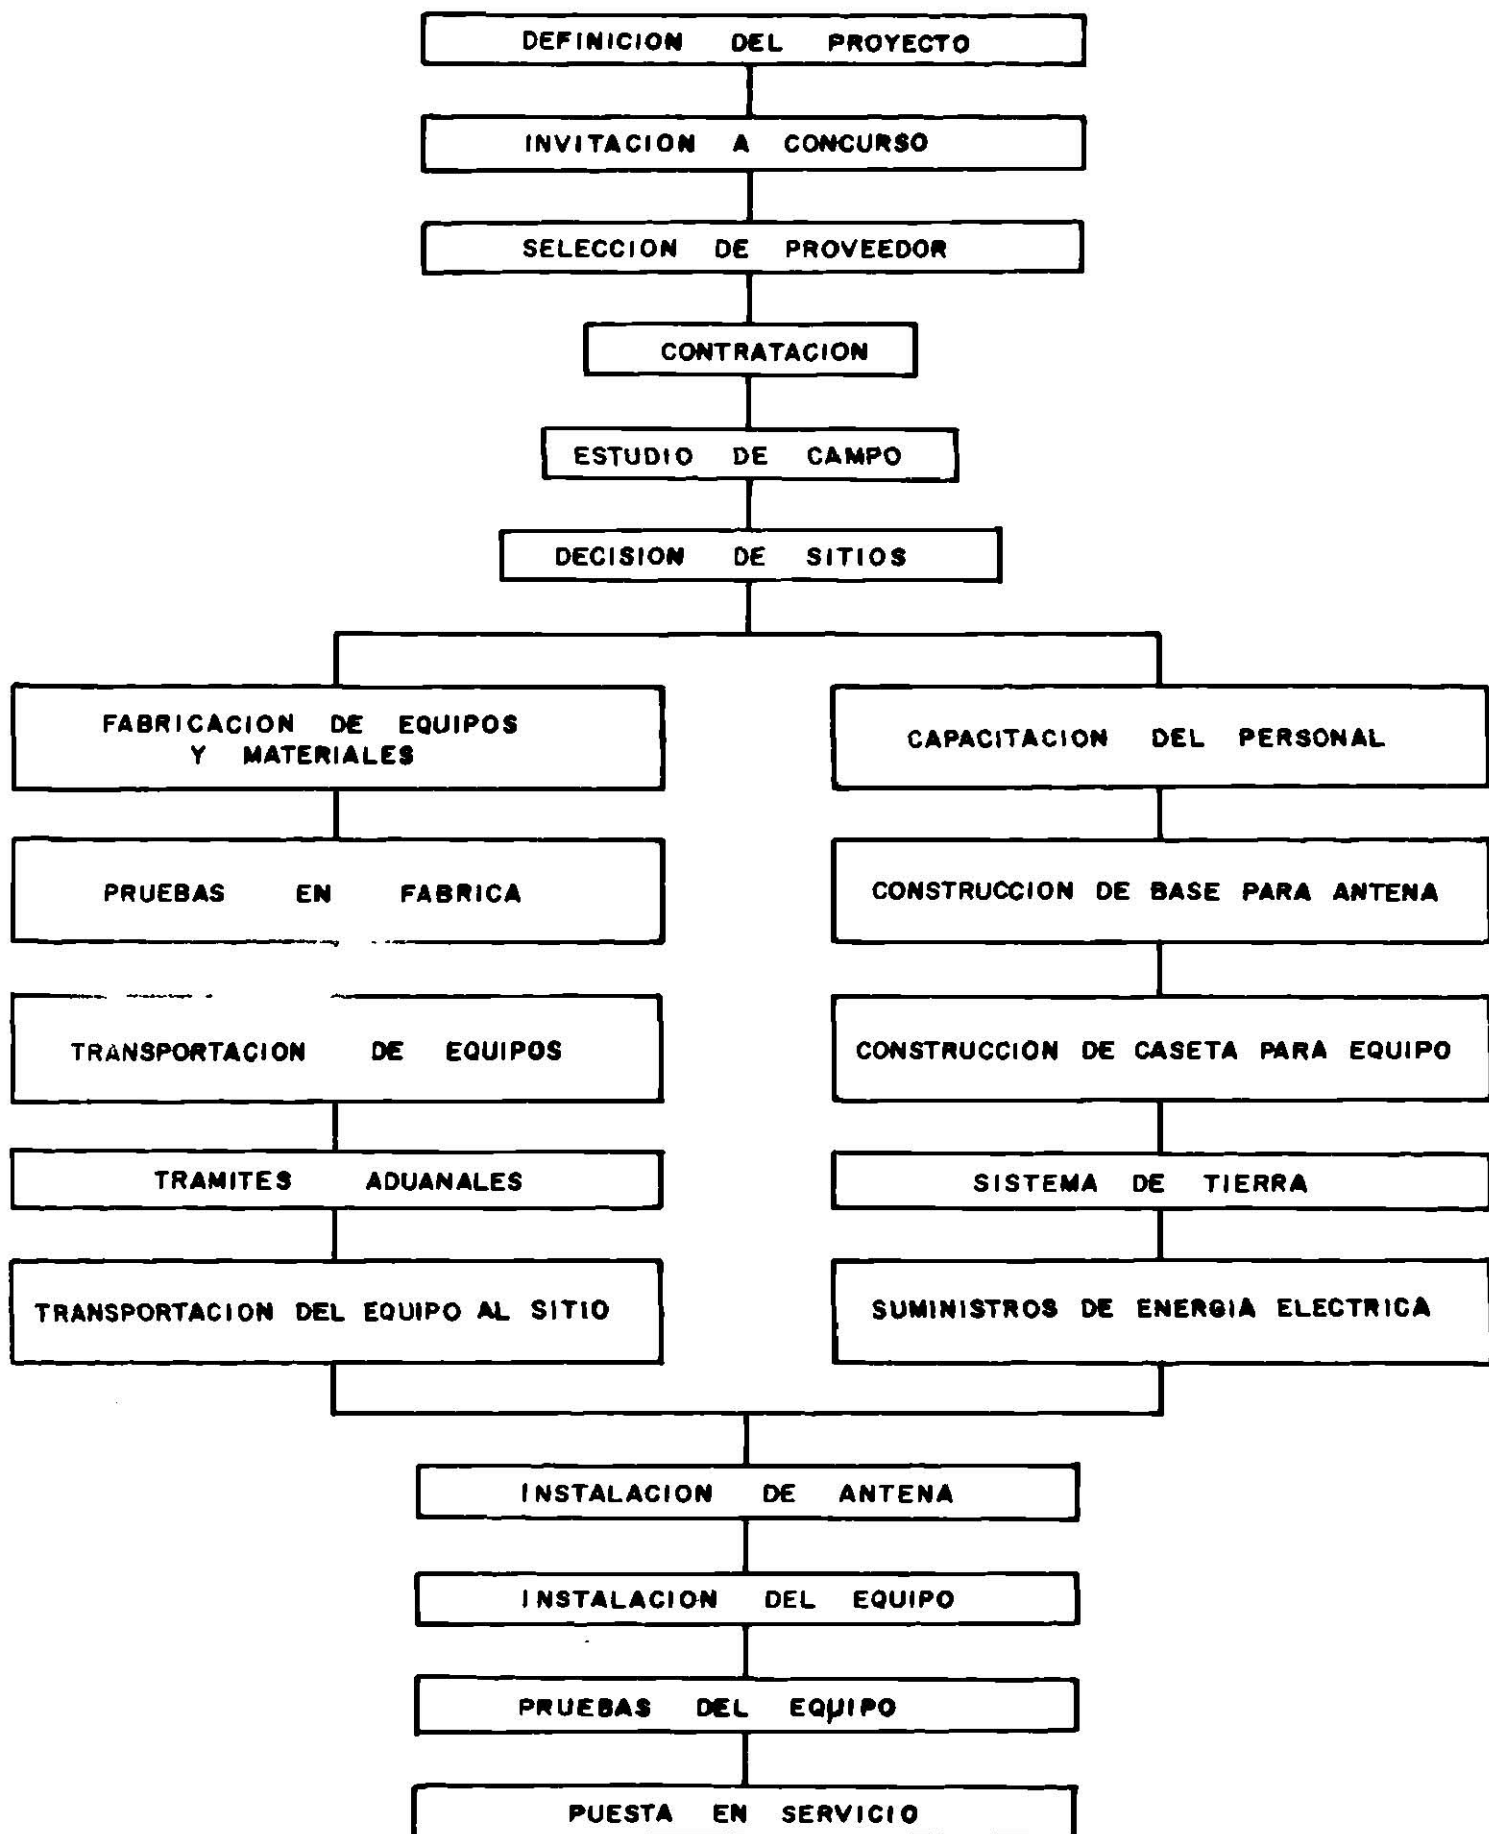 DEFINICION DEL PROYECTO
INVITACION A CONCURSO
SELECCION DE PROVEEDOR
CONTRATACION
ESTUDIO DE CAMPO
DECISION DE SITIOS
FABRICACION DE EQUIPOS
Y MATERIALES
PRUEBAS EN FABRICA
TRANSPORTACION DE EQUIPOS
TRAMITES ADUANALES
TRANSPORTACION DEL EQUIPO AL SITIO
CAPACITACION DEL PERSONAL
CONSTRUCCION DE BASE PARA ANTENA
CONSTRUCCION DE CASETA PARA EQUIPO
SISTEMA DE TIERRA
SUMINISTROS DE ENERGIA ELECTRICA
INSTALACION DE ANTENA
INSTALACION DEL EQUIPO
PRUEBAS DEL EQUIPO
PUESTA EN SERVICIO